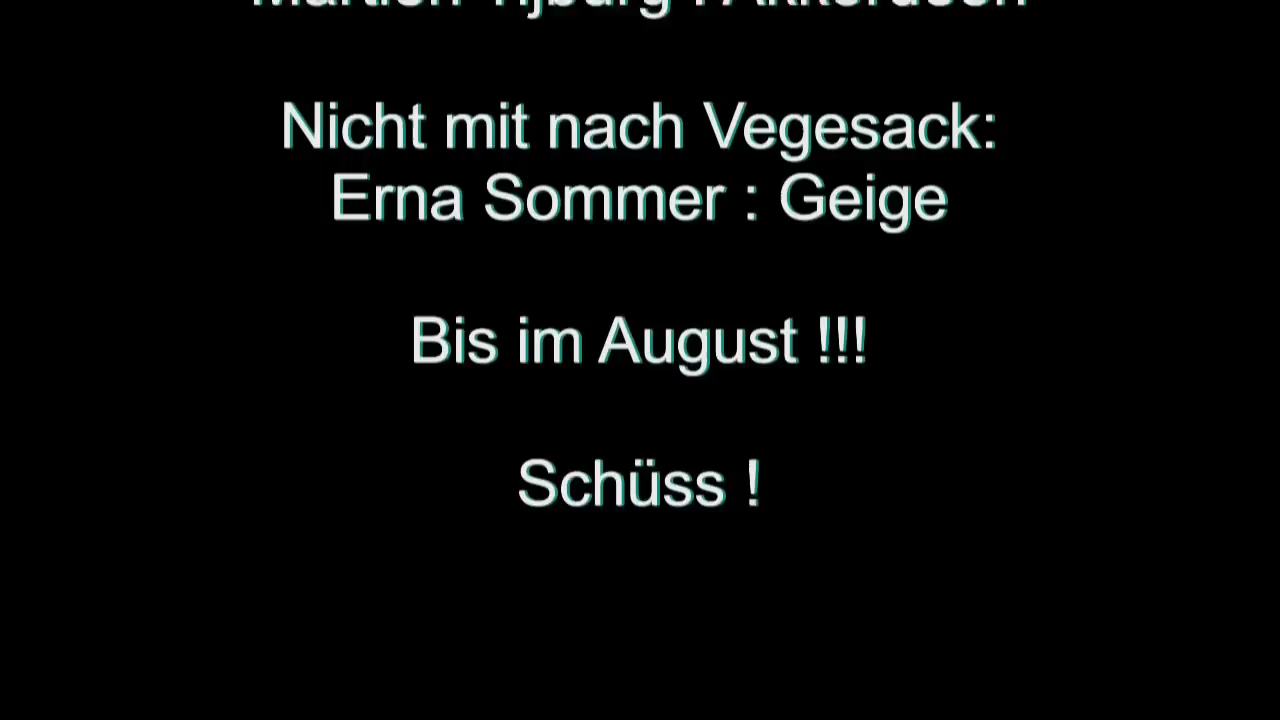 Nicht mit nach Vegesack:
Erna Sommer : Geige
Bis im August !!!
Schüss !